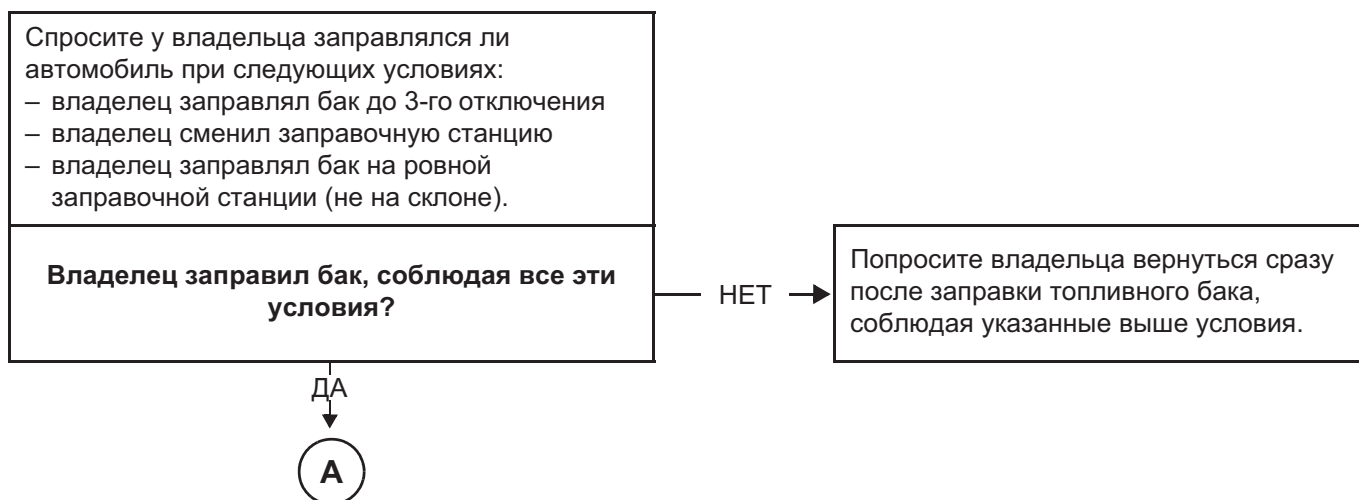 Спросите у владельца заправлялся ли
автомобиль при следующих условиях:
– владелец заправлял бак до 3-го отключения
– владелец сменил заправочную станцию
– владелец заправлял бак на ровной
заправочной станции (не на склоне).
Владелец заправил бак, соблюдая все эти
условия?
НЕТ
Попросите владельца вернуться сразу
после заправки топливного бака,
соблюдая указанные выше условия.
ДА
А